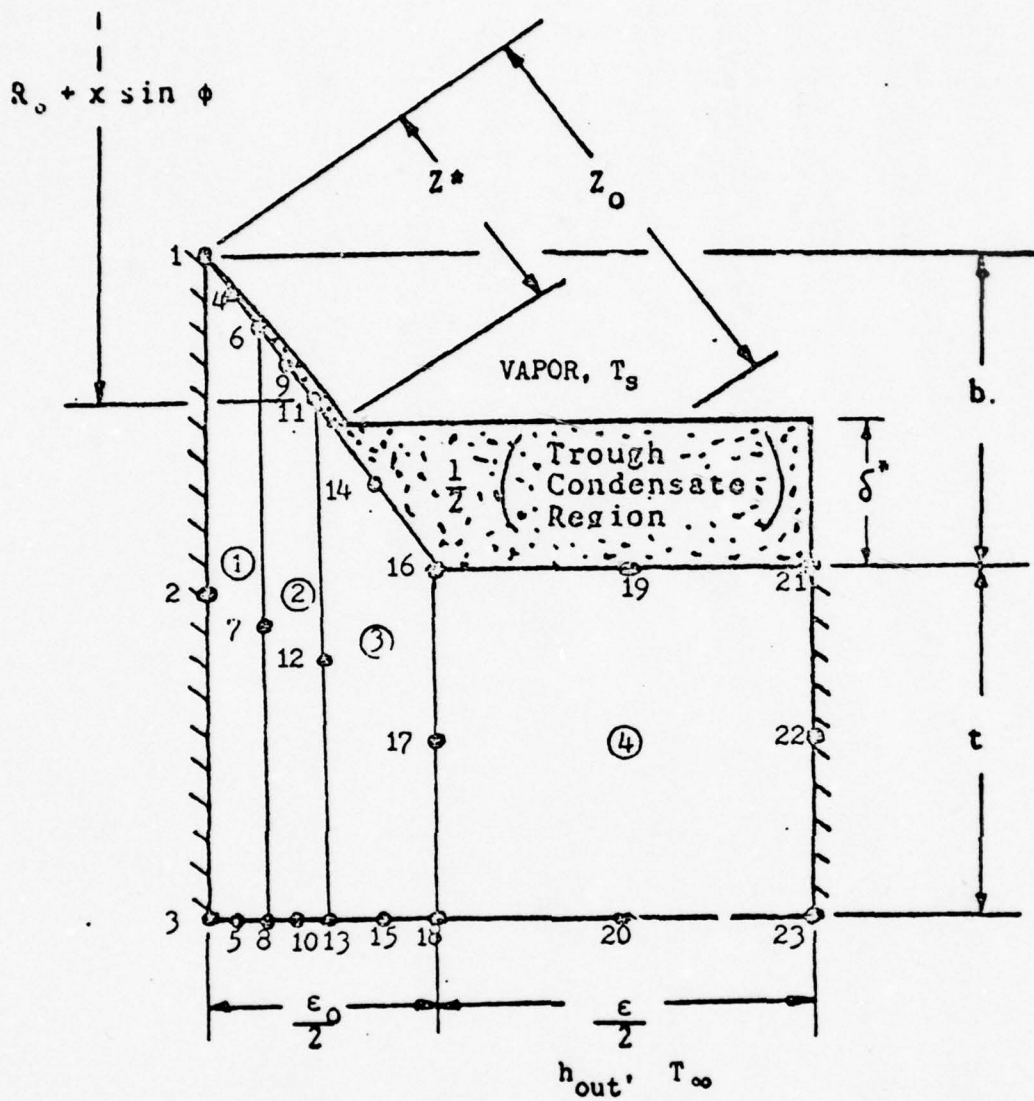 R₀ + x sin φ
Z*
Z₀
1
4
6
9
11
VAPOR, Tₛ
b
δ*
1/2 (Trough
Condensate
Region)
14
16
19
21
①
②
③
④
2
7
12
17
22
t
3
5
8
10
13
15
18
20
23
ε₀/2
ε/2
h_out, T∞